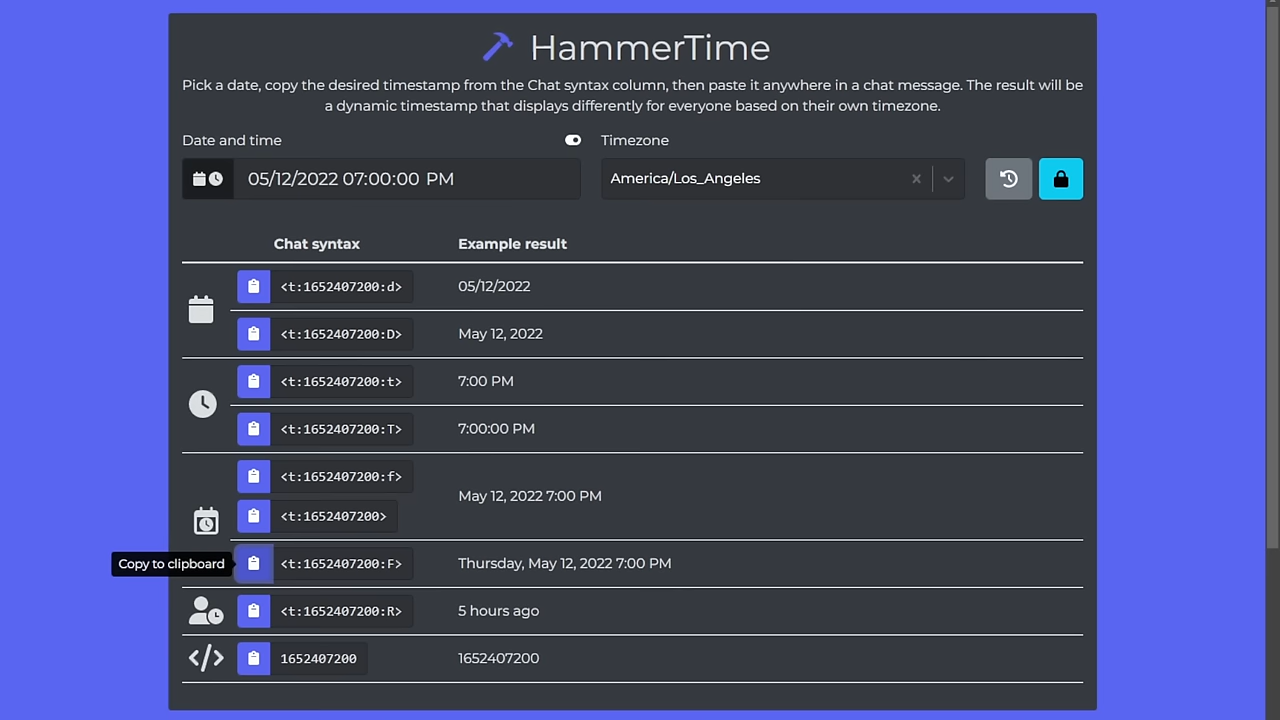 HammerTime
Pick a date, copy the desired timestamp from the Chat syntax column, then paste it anywhere in a chat message. The result will be
a dynamic timestamp that displays differently for everyone based on their own timezone.
Date and time
Timezone
05/12/2022 07:00:00 PM
America/Los_Angeles
Chat syntax Example result
<t:1652407200:d> 05/12/2022
<t:1652407200:D> May 12, 2022
<t:1652407200:t> 7:00 PM
<t:1652407200:T> 7:00:00 PM
<t:1652407200:f>
May 12, 2022 7:00 PM
<t:1652407200>
Copy to clipboard
<t:1652407200:F> Thursday, May 12, 2022 7:00 PM
<t:1652407200:R> 5 hours ago
1652407200 1652407200